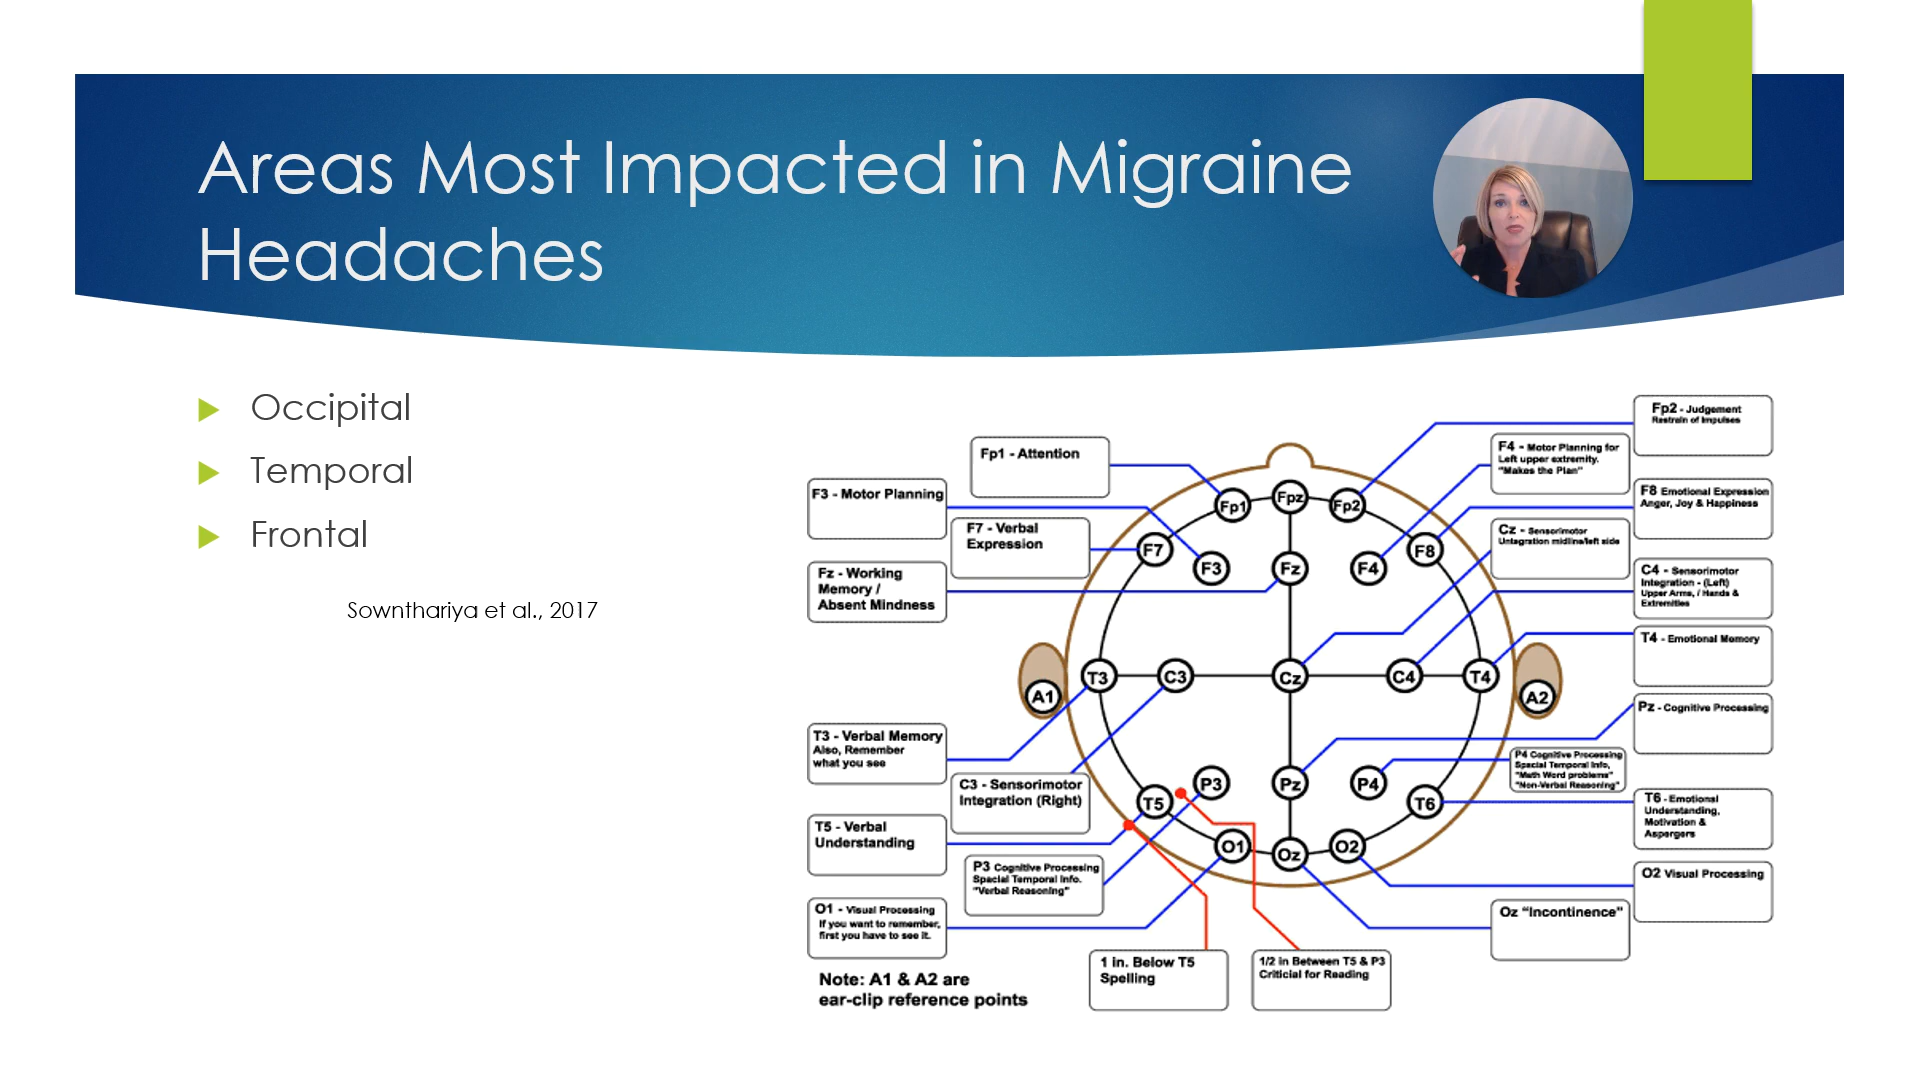 Areas Most Impacted in Migraine
Headaches
Occipital
Temporal
Frontal
Sownthariya et al., 2017
Fp1 - Attention
F3 - Motor Planning
F7 - Verbal
Expression
Fz - Working
Memory /
Absent Mindness
T3 - Verbal Memory
Also, Remember
what you see
C3 - Sensorimotor
Integration (Right)
T5 - Verbal
Understanding
P3 Cognitive Processing
Spacial Temporal Info.
"Verbal Reasoning"
O1 - Visual Processing
If you want to remember,
first you have to see it.
Note: A1 & A2 are
ear-clip reference points
1 in. Below T5
Spelling
1/2 in Between T5 & P3
Criticial for Reading
Fp1
Fpz
Fp2
F7
F3
Fz
F4
F8
A1
T3
C3
Cz
C4
T4
A2
T5
P3
Pz
P4
T6
O1
Oz
O2
Fp2 - Judgement
Restrain of Impulses
F4 - Motor Planning for
Left upper extremity.
"Makes the Plan"
F8 Emotional Expression
Anger, Joy & Happiness
Cz - Sensorimotor
Untagration midline/left side
C4 - Sensorimotor
Integration - (Left)
Upper Arms, / Hands &
Extremities
T4 - Emotional Memory
Pz - Cognitive Processing
P4 Cognitive Processing
Spacial Temporal Info,
"Math Word problems"
"Non-Verbal Reasoning"
T6 - Emotional
Understanding,
Motivation &
Aspergers
O2 Visual Processing
Oz "Incontinence"